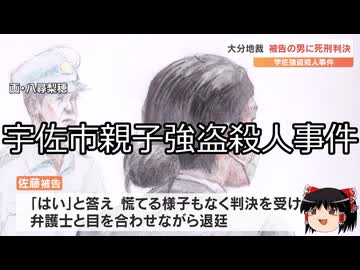 大分地裁 被告の男に死刑判決
宇佐強盗殺人事件
画・八尋梨穂
宇佐市親子強盗殺人事件
佐藤被告
「はい」と答え 慌てる様子もなく判決を受け
弁護士と目を合わせながら退廷